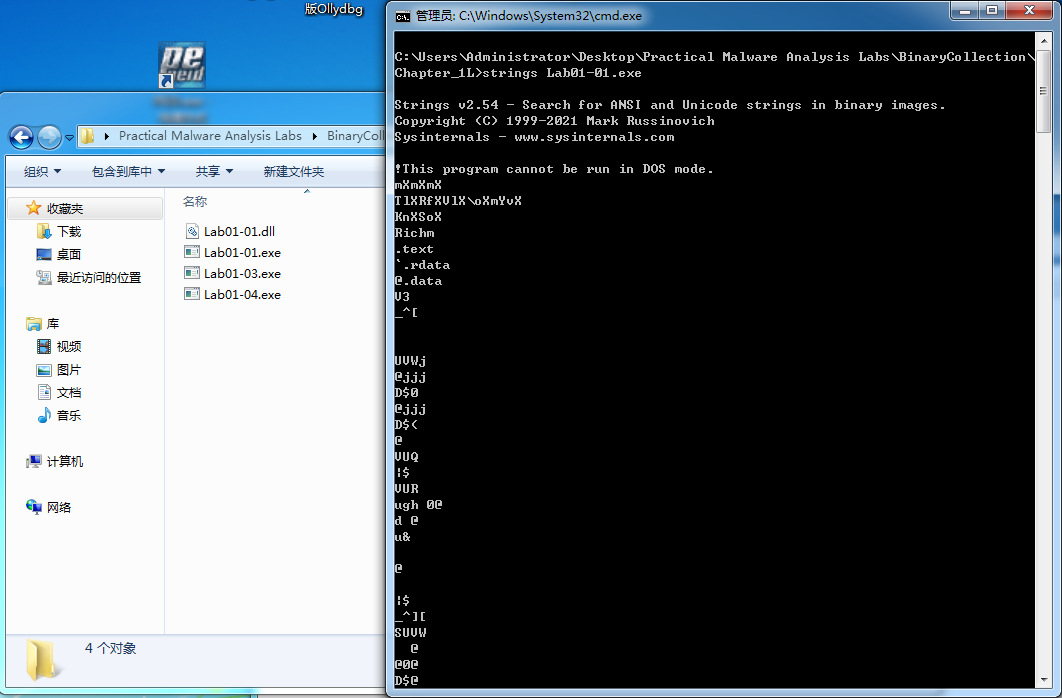 版Ollydbg
Practical Malware Analysis Labs ▸ BinaryColl
组织
包含到库中
共享
新建文件夹
收藏夹
下载
桌面
最近访问的位置
库
视频
图片
文档
音乐
计算机
网络
名称
Lab01-01.dll
Lab01-01.exe
Lab01-03.exe
Lab01-04.exe
4 个对象
管理员: C:\Windows\System32\cmd.exe
C:\Users\Administrator\Desktop\Practical Malware Analysis Labs\BinaryCollection\
Chapter_1L>strings Lab01-01.exe
Strings v2.54 - Search for ANSI and Unicode strings in binary images.
Copyright (C) 1999-2021 Mark Russinovich
Sysinternals - www.sysinternals.com
!This program cannot be run in DOS mode.
mXmXmX
TlXRfXVlX\oXmYvX
KnXSoX
Richm
.text
`.rdata
@.data
V3
_^[
UVWj
@jjj
D$0
@jjj
D$(
@
VUQ
|$
VUR
ugh 0@
d @
u&
@
|$
_^][
SUVW
@
@0@
D$@